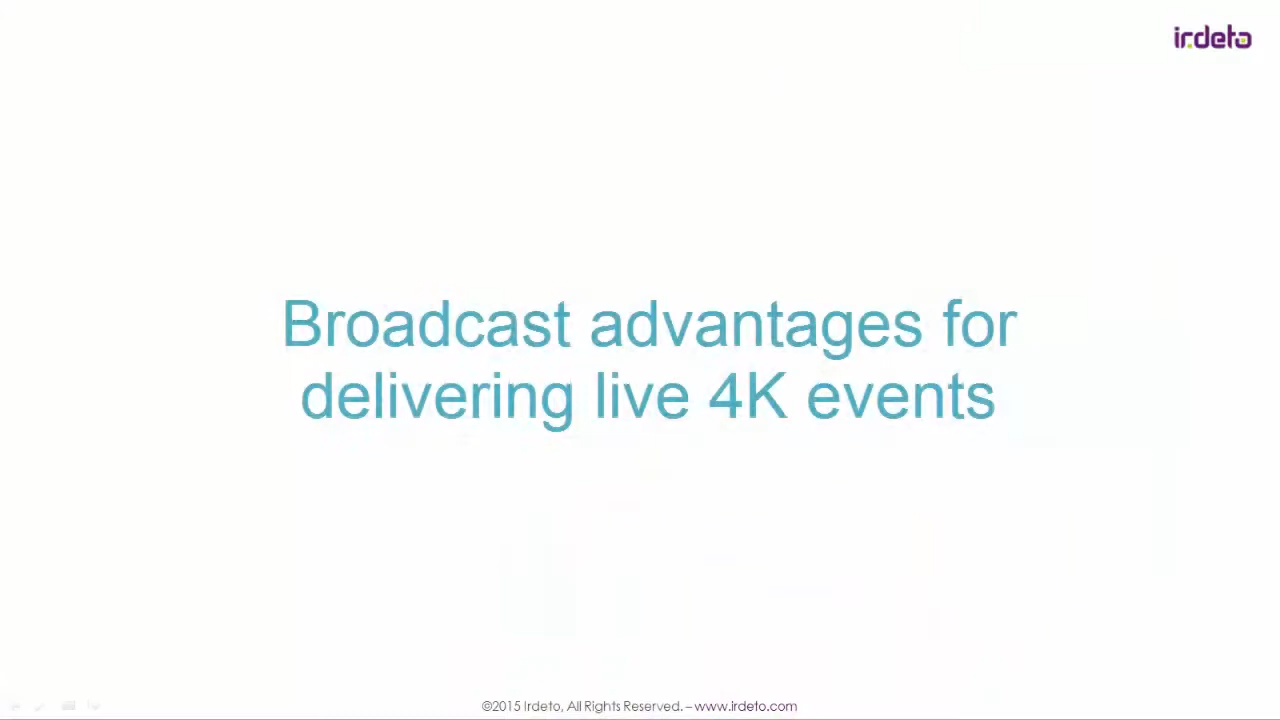 irdeto
Broadcast advantages for
delivering live 4K events
©2015 Irdeto, All Rights Reserved. – www.irdeto.com